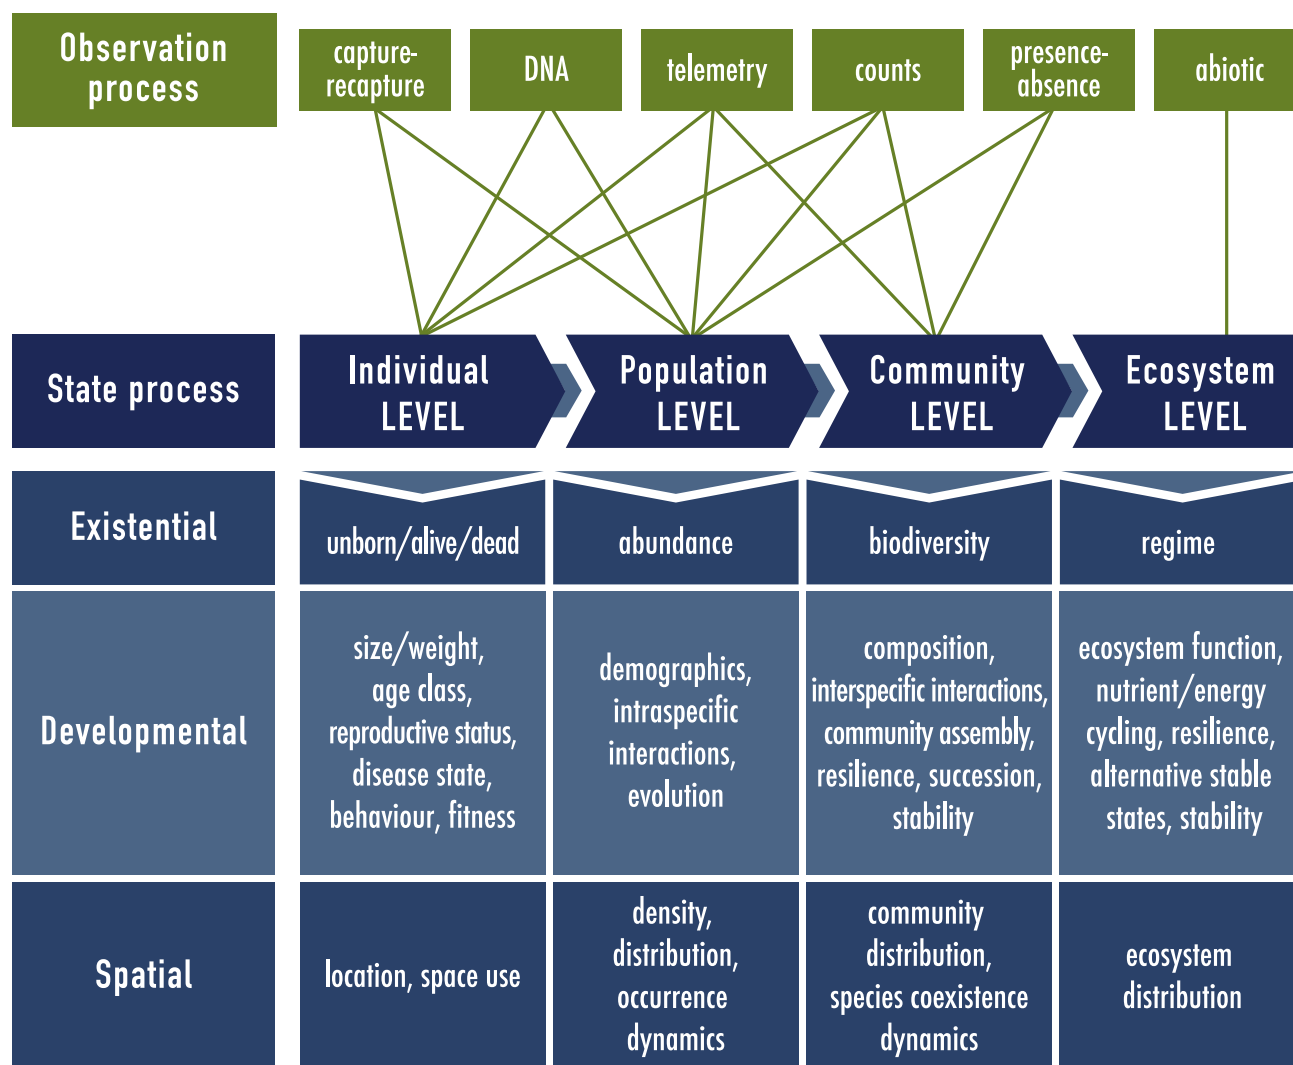 Observation
process
capture-
recapture
DNA
telemetry
counts
presence-
absence
abiotic
State process
Individual
LEVEL
Population
LEVEL
Community
LEVEL
Ecosystem
LEVEL
Existential
unborn/alive/dead
abundance
biodiversity
regime
Developmental
size/weight,
age class,
reproductive status,
disease state,
behaviour, fitness
demographics,
intraspecific
interactions,
evolution
composition,
interspecific interactions,
community assembly,
resilience, succession,
stability
ecosystem function,
nutrient/energy
cycling, resilience,
alternative stable
states, stability
Spatial
location, space use
density,
distribution,
occurrence
dynamics
community
distribution,
species coexistence
dynamics
ecosystem
distribution